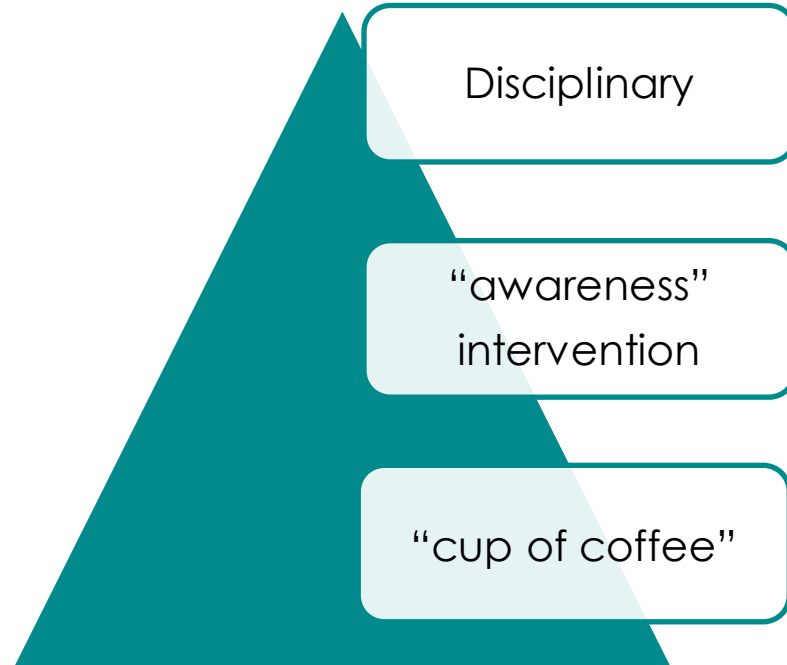 Disciplinary
“awareness”
intervention
“cup of coffee”